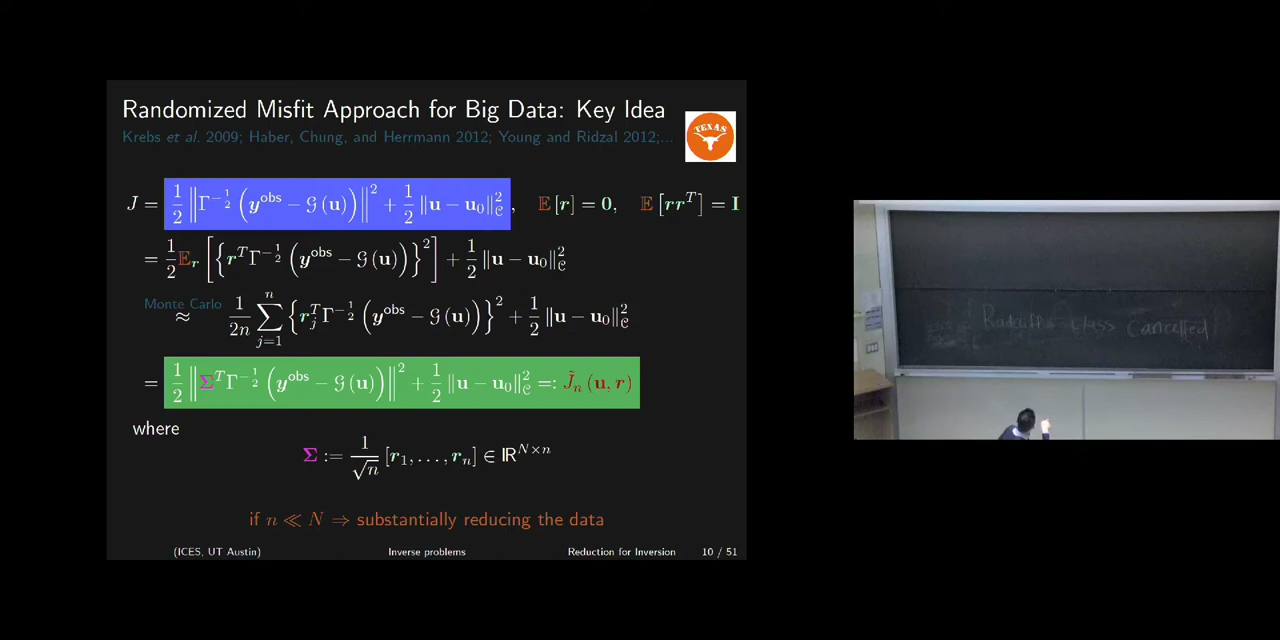 Randomized Misfit Approach for Big Data: Key Idea
Krebs et al. 2009; Haber, Chung, and Herrmann 2012; Young and Ridzal 2012;...
TEXAS
J = 1/2 ‖Γ^{-1/2} (y^obs − 𝒢(u))‖² + 1/2 ‖u − u₀‖²_𝒞 , 𝔼[r] = 0, 𝔼[rr^T] = I
= 1/2 𝔼_r [{r^T Γ^{-1/2} (y^obs − 𝒢(u))}²] + 1/2 ‖u − u₀‖²_𝒞
Monte Carlo
≈ 1/(2n) ∑_{j=1}^{n} {r_j^T Γ^{-1/2} (y^obs − 𝒢(u))}² + 1/2 ‖u − u₀‖²_𝒞
= 1/2 ‖Σ^T Γ^{-1/2} (y^obs − 𝒢(u))‖² + 1/2 ‖u − u₀‖²_𝒞 =: J̃_n(u, r)
where
Σ := 1/√n [r₁, …, r_n] ∈ ℝ^{N×n}
if n ≪ N ⇒ substantially reducing the data
(ICES, UT Austin) Inverse problems Reduction for Inversion 10 / 51
class Cancelled